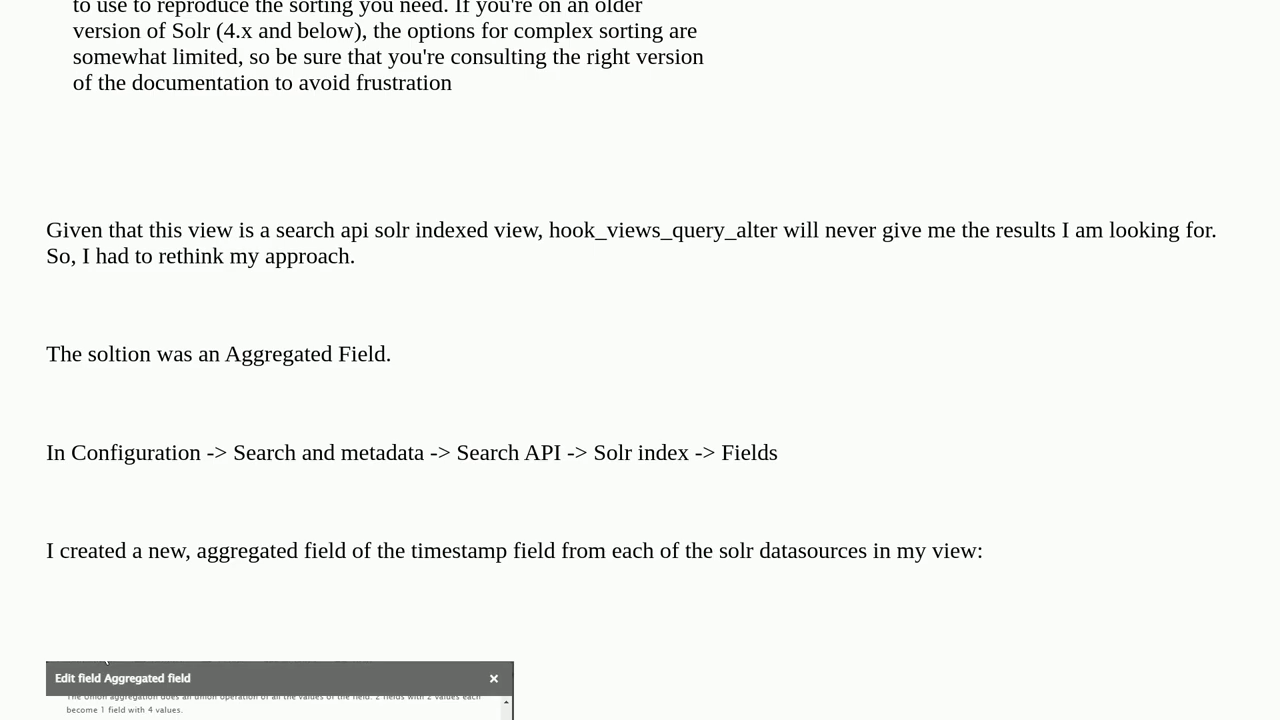 to use to reproduce the sorting you need. If you're on an older
version of Solr (4.x and below), the options for complex sorting are
somewhat limited, so be sure that you're consulting the right version
of the documentation to avoid frustration
Given that this view is a search api solr indexed view, hook_views_query_alter will never give me the results I am looking for.
So, I had to rethink my approach.
The soltion was an Aggregated Field.
In Configuration -> Search and metadata -> Search API -> Solr index -> Fields
I created a new, aggregated field of the timestamp field from each of the solr datasources in my view:
Edit field Aggregated field
The Union aggregation does an union operation of all the values of the field. 2 fields with 2 values each
become 1 field with 4 values.